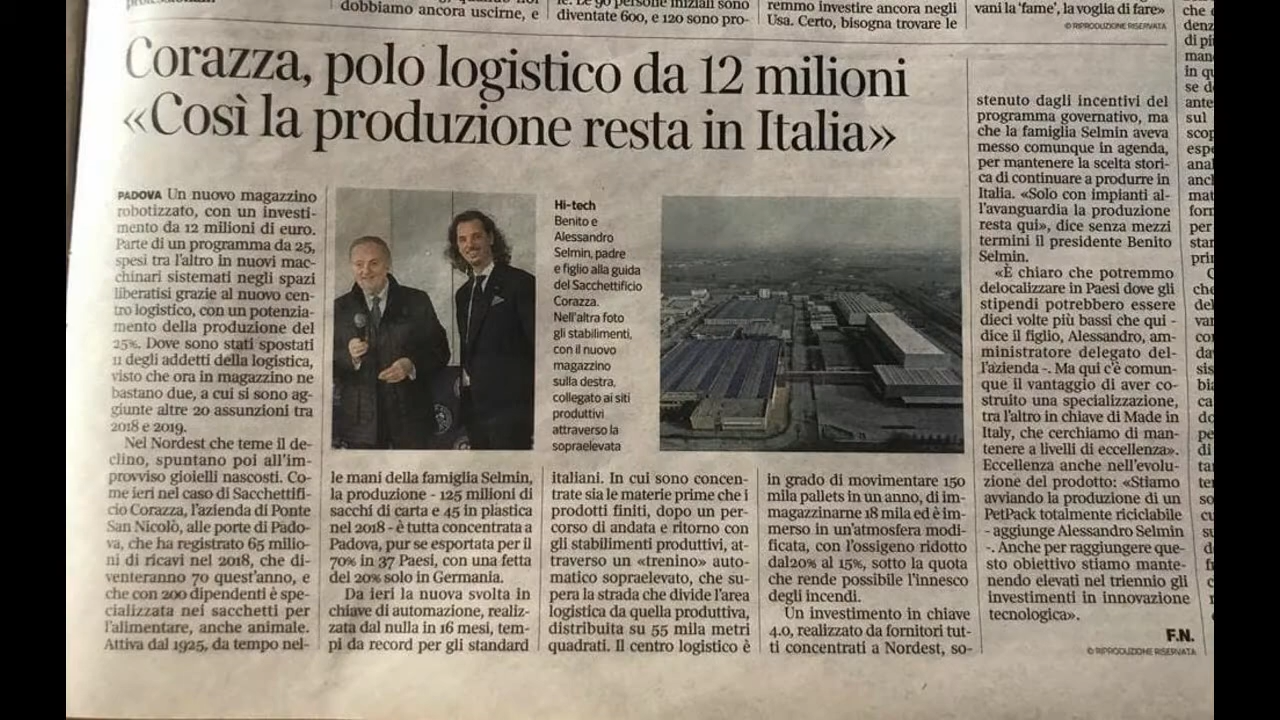 dobbiamo ancora uscirne, e
diventate 600, e 120 sono pro-
remmo investire ancora negli
Usa. Certo, bisogna trovare le
vani la 'fame', la voglia di fare»
© RIPRODUZIONE RISERVATA
Corazza, polo logistico da 12 milioni
«Così la produzione resta in Italia»
PADOVA Un nuovo magazzino
robotizzato, con un investi-
mento da 12 milioni di euro.
Parte di un programma da 25,
spesi tra l'altro in nuovi mac-
chinari sistemati negli spazi
liberatisi grazie al nuovo cen-
tro logistico, con un potenzia-
mento della produzione del
25%. Dove sono stati spostati
11 degli addetti della logistica,
visto che ora in magazzino ne
bastano due, a cui si sono ag-
giunte altre 20 assunzioni tra
2018 e 2019.
Nel Nordest che teme il de-
clino, spuntano poi all'im-
provviso gioielli nascosti. Co-
me ieri nel caso di Sacchettifi-
cio Corazza, l'azienda di Ponte
San Nicolò, alle porte di Pado-
va, che ha registrato 65 milio-
ni di ricavi nel 2018, che di-
venteranno 70 quest'anno, e
che con 200 dipendenti è spe-
cializzata nei sacchetti per
l'alimentare, anche animale.
Attiva dal 1925, da tempo nel-
Hi-tech
Benito e
Alessandro
Selmin, padre
e figlio alla guida
del Sacchettificio
Corazza.
Nell'altra foto
gli stabilimenti,
con il nuovo
magazzino
sulla destra,
collegato ai siti
produttivi
attraverso la
sopraelevata
le mani della famiglia Selmin,
la produzione - 125 milioni di
sacchi di carta e 45 in plastica
nel 2018 - è tutta concentrata a
Padova, pur se esportata per il
70% in 37 Paesi, con una fetta
del 20% solo in Germania.
Da ieri la nuova svolta in
chiave di automazione, realiz-
zata dal nulla in 16 mesi, tem-
pi da record per gli standard
italiani. In cui sono concen-
trate sia le materie prime che i
prodotti finiti, dopo un per-
corso di andata e ritorno con
gli stabilimenti produttivi, at-
traverso un «trenino» auto-
matico sopraelevato, che su-
pera la strada che divide l'area
logistica da quella produttiva,
distribuita su 55 mila metri
quadrati. Il centro logistico è
in grado di movimentare 150
mila pallets in un anno, di im-
magazzinarne 18 mila ed è im-
merso in un'atmosfera modi-
ficata, con l'ossigeno ridotto
dal20% al 15%, sotto la quota
che rende possibile l'innesco
degli incendi.
Un investimento in chiave
4.0, realizzato da fornitori tut-
ti concentrati a Nordest, so-
stenuto dagli incentivi del
programma governativo, ma
che la famiglia Selmin aveva
messo comunque in agenda,
per mantenere la scelta stori-
ca di continuare a produrre in
Italia. «Solo con impianti al-
l'avanguardia la produzione
resta qui», dice senza mezzi
termini il presidente Benito
Selmin.
«È chiaro che potremmo
delocalizzare in Paesi dove gli
stipendi potrebbero essere
dieci volte più bassi che qui -
dice il figlio, Alessandro, am-
ministratore delegato del-
l'azienda -. Ma qui c'è comun-
que il vantaggio di aver co-
struito una specializzazione,
tra l'altro in chiave di Made in
Italy, che cerchiamo di man-
tenere a livelli di eccellenza».
Eccellenza anche nell'evolu-
zione del prodotto: «Stiamo
avviando la produzione di un
PetPack totalmente riciclabile
- aggiunge Alessandro Selmin
-. Anche per raggiungere que-
sto obiettivo stiamo mante-
nendo elevati nel triennio gli
investimenti in innovazione
tecnologica».
F.N.
© RIPRODUZIONE RISERVATA